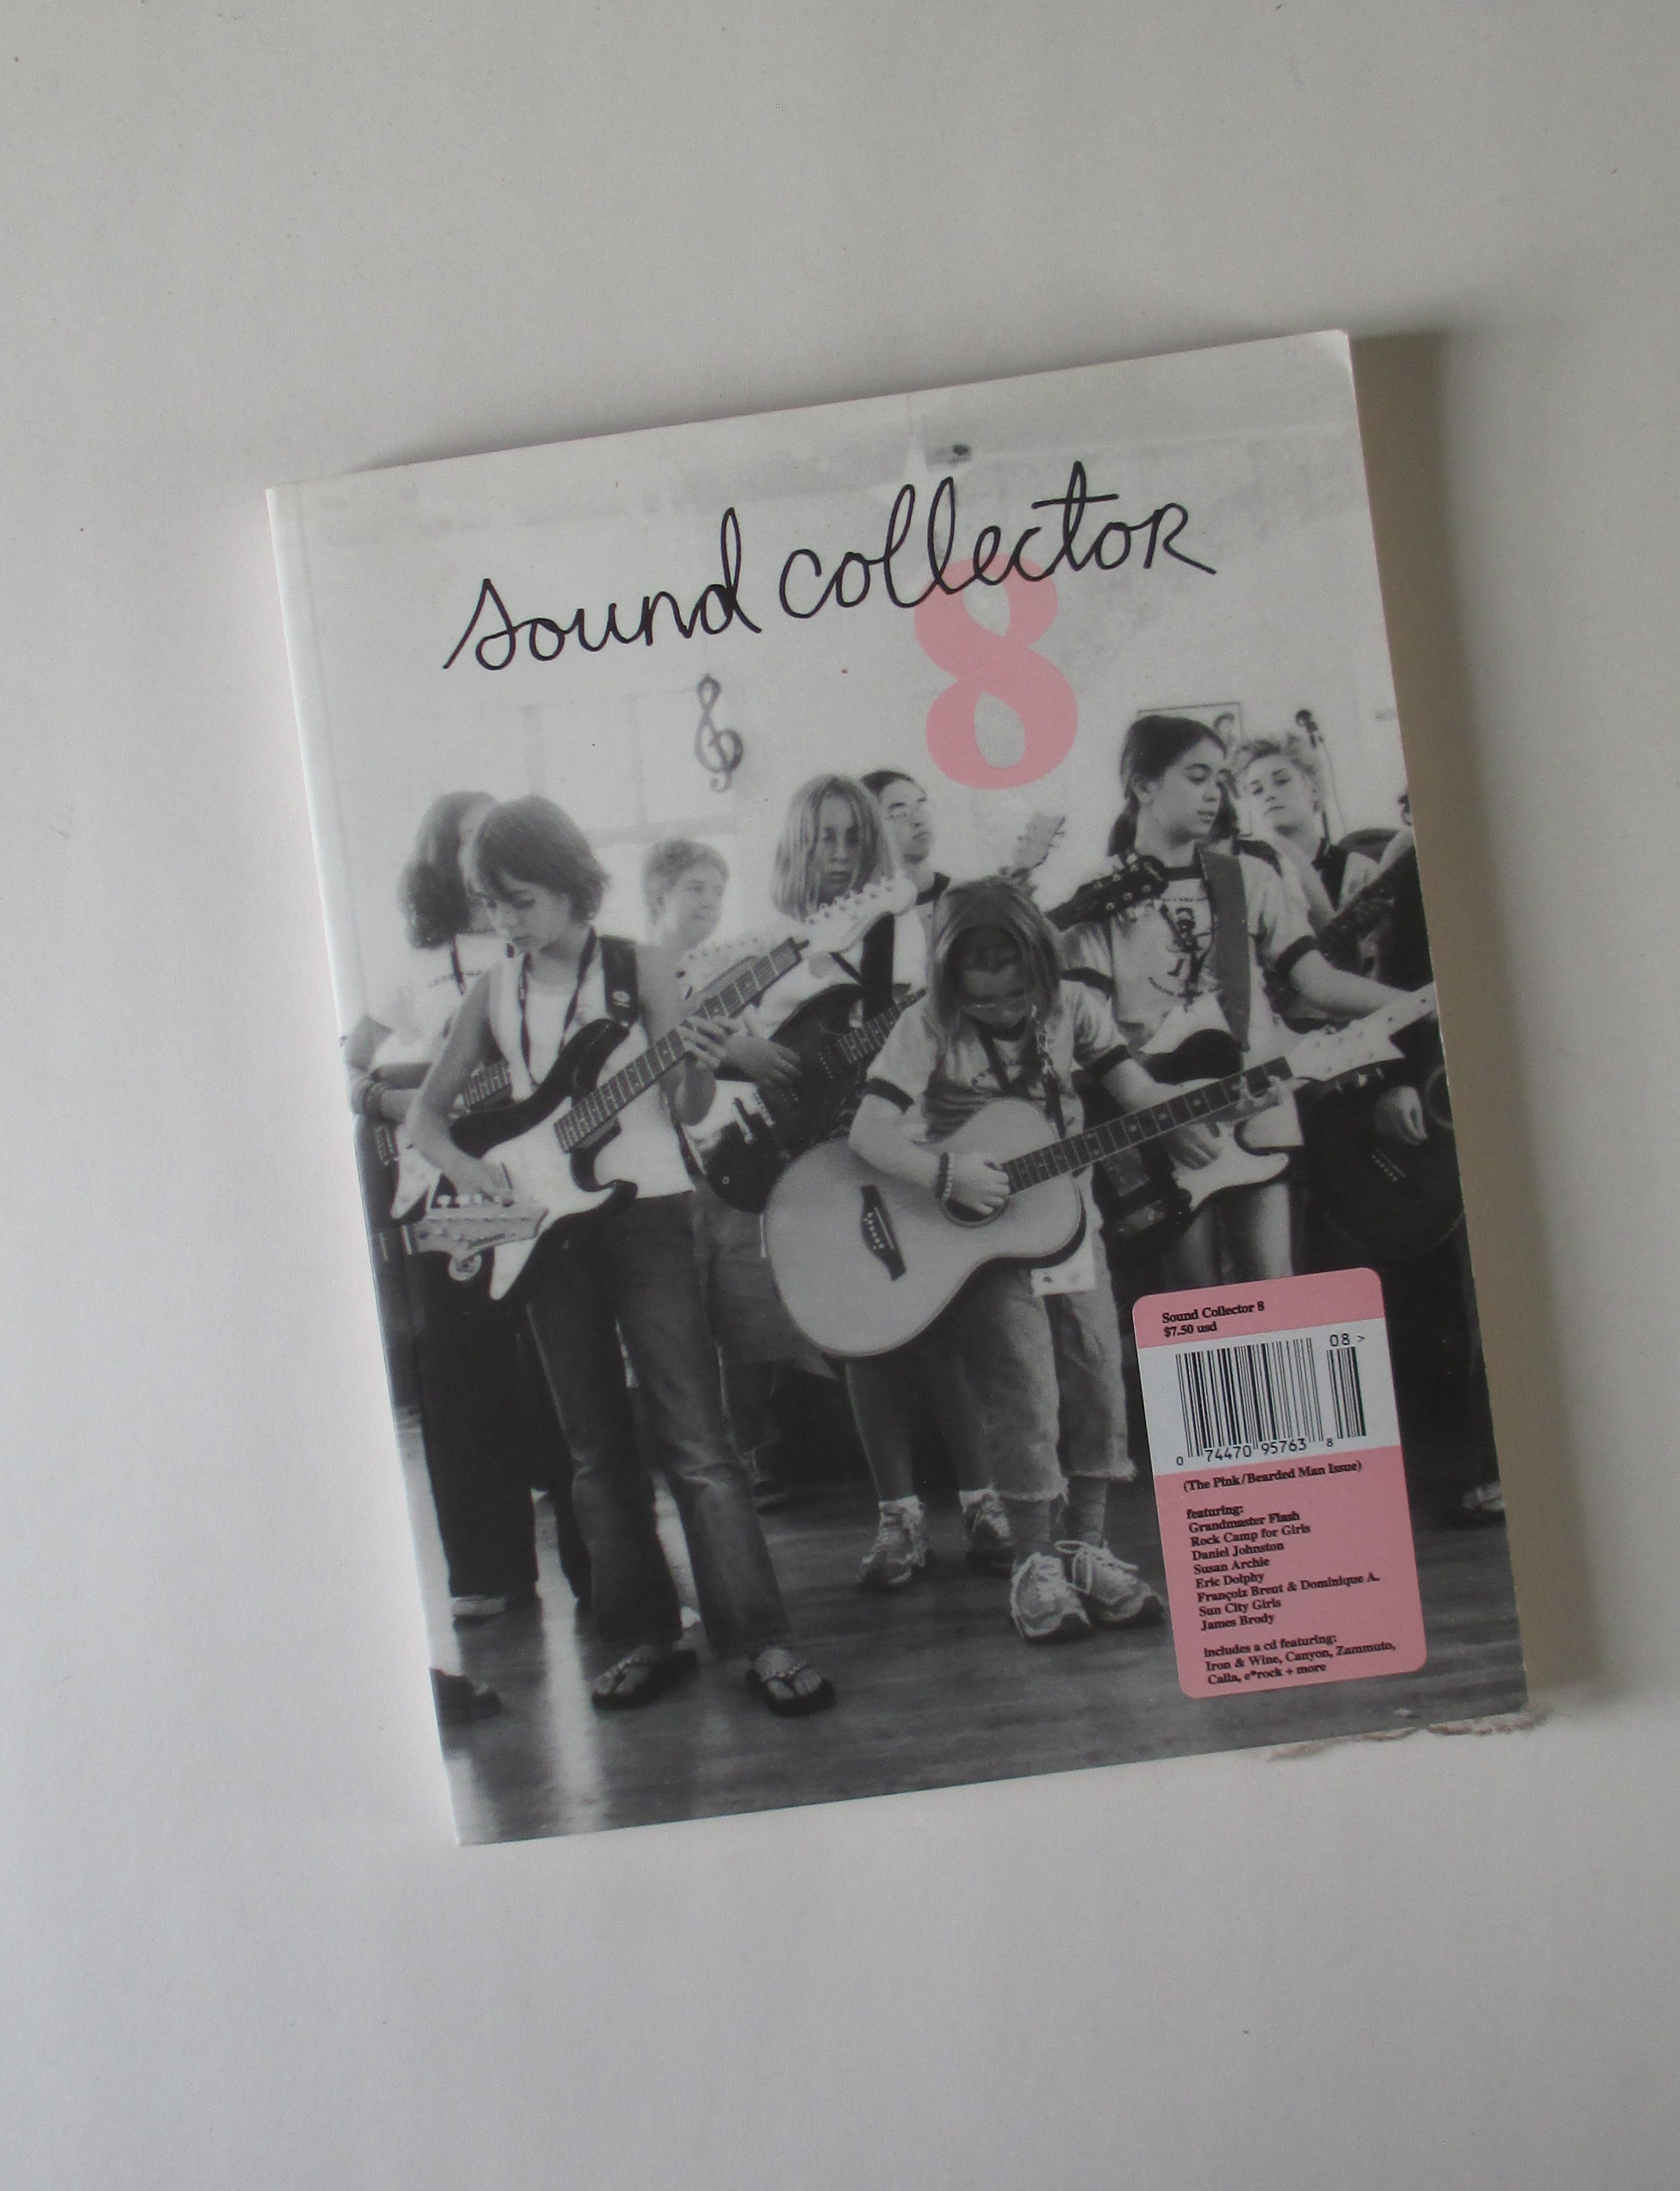 sound collector
8
Sound Collector 8
$7.50 usd
08 >
0 74470 95763 8
(The Pink/Bearded Man Issue)
featuring:
Grandmaster Flash
Rock Camp for Girls
Daniel Johnston
Susan Archie
Eric Dolphy
Françoiz Breut & Dominique A.
Sun City Girls
James Brody
includes a cd featuring:
Iron & Wine, Canyon, Zammuto,
Calla, e*rock + more